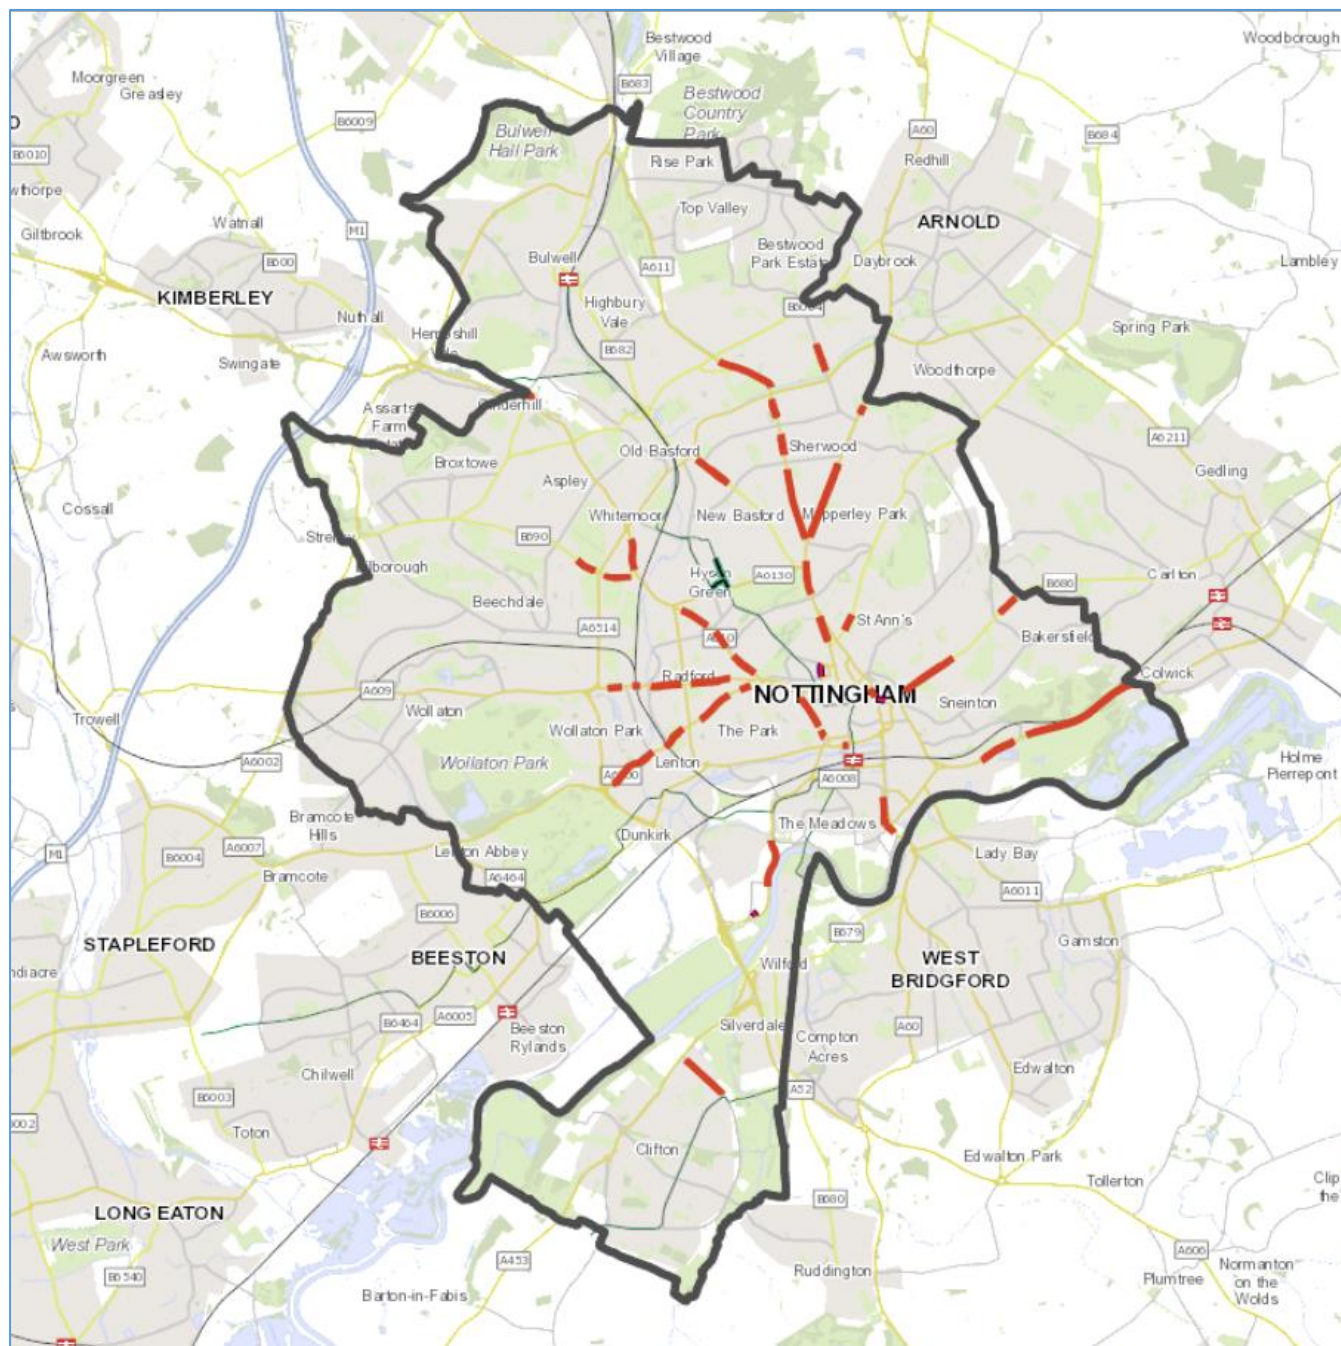 Bestwood
Village
Woodborough
Moorgreen
Greasley
B683
Bestwood
Country
Park
B6009
A60
B684
Bulwell
Hall Park
B6010
Redhill
Rise Park
Watnall
Top Valley
ARNOLD
Giltbrook
M1
Bestwood
Park Estate
Bulwell
Daybrook
Lambley
B600
A611
KIMBERLEY
Highbury
Vale
Nuthall
Spring Park
Awsworth
B682
Swingate
Woodthorpe
Cinderhill
Assarts
Farm
A6211
Old Basford
Sherwood
Broxtowe
Gedling
Aspley
Cossall
Whitemoor
New Basford
Mapperley Park
B690
Hyson
Green
A6130
B686
Carlton
Beechdale
A6514
St Ann's
Bakersfield
Radford
Colwick
A609
NOTTINGHAM
Wollaton
Sneinton
Trowell
Wollaton Park
The Park
A6002
Wollaton Park
Lenton
Holme
Pierrepont
A6008
Bramcote
Hills
The Meadows
Dunkirk
A6007
M1
B6004
Lenton Abbey
Lady Bay
Bramcote
A6464
A6011
B6006
STAPLEFORD
B679
Gamston
BEESTON
WEST
BRIDGFORD
Wilford
B6464
A6005
Beeston
Rylands
Silverdale
A60
Compton
Acres
Edwalton
Chilwell
A52
B6003
Toton
Clifton
Edwalton Park
Tollerton
LONG EATON
B680
West Park
A453
A606
B6540
Ruddington
Normanton
on the
Wolds
Plumtree
Barton-in-Fabis